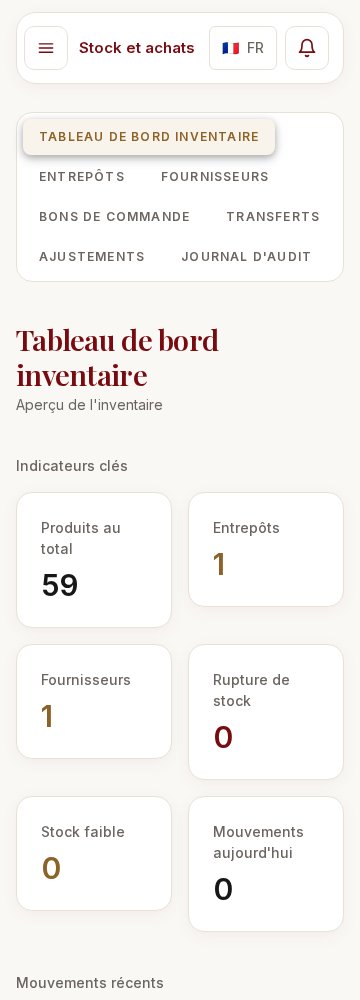 Stock et achats
🇫🇷 FR
TABLEAU DE BORD INVENTAIRE
ENTREPÔTS FOURNISSEURS
BONS DE COMMANDE TRANSFERTS
AJUSTEMENTS JOURNAL D'AUDIT
Tableau de bord
inventaire
Aperçu de l'inventaire
Indicateurs clés
Produits au
total
59
Entrepôts
1
Fournisseurs
1
Rupture de
stock
0
Stock faible
0
Mouvements
aujourd'hui
0
Mouvements récents